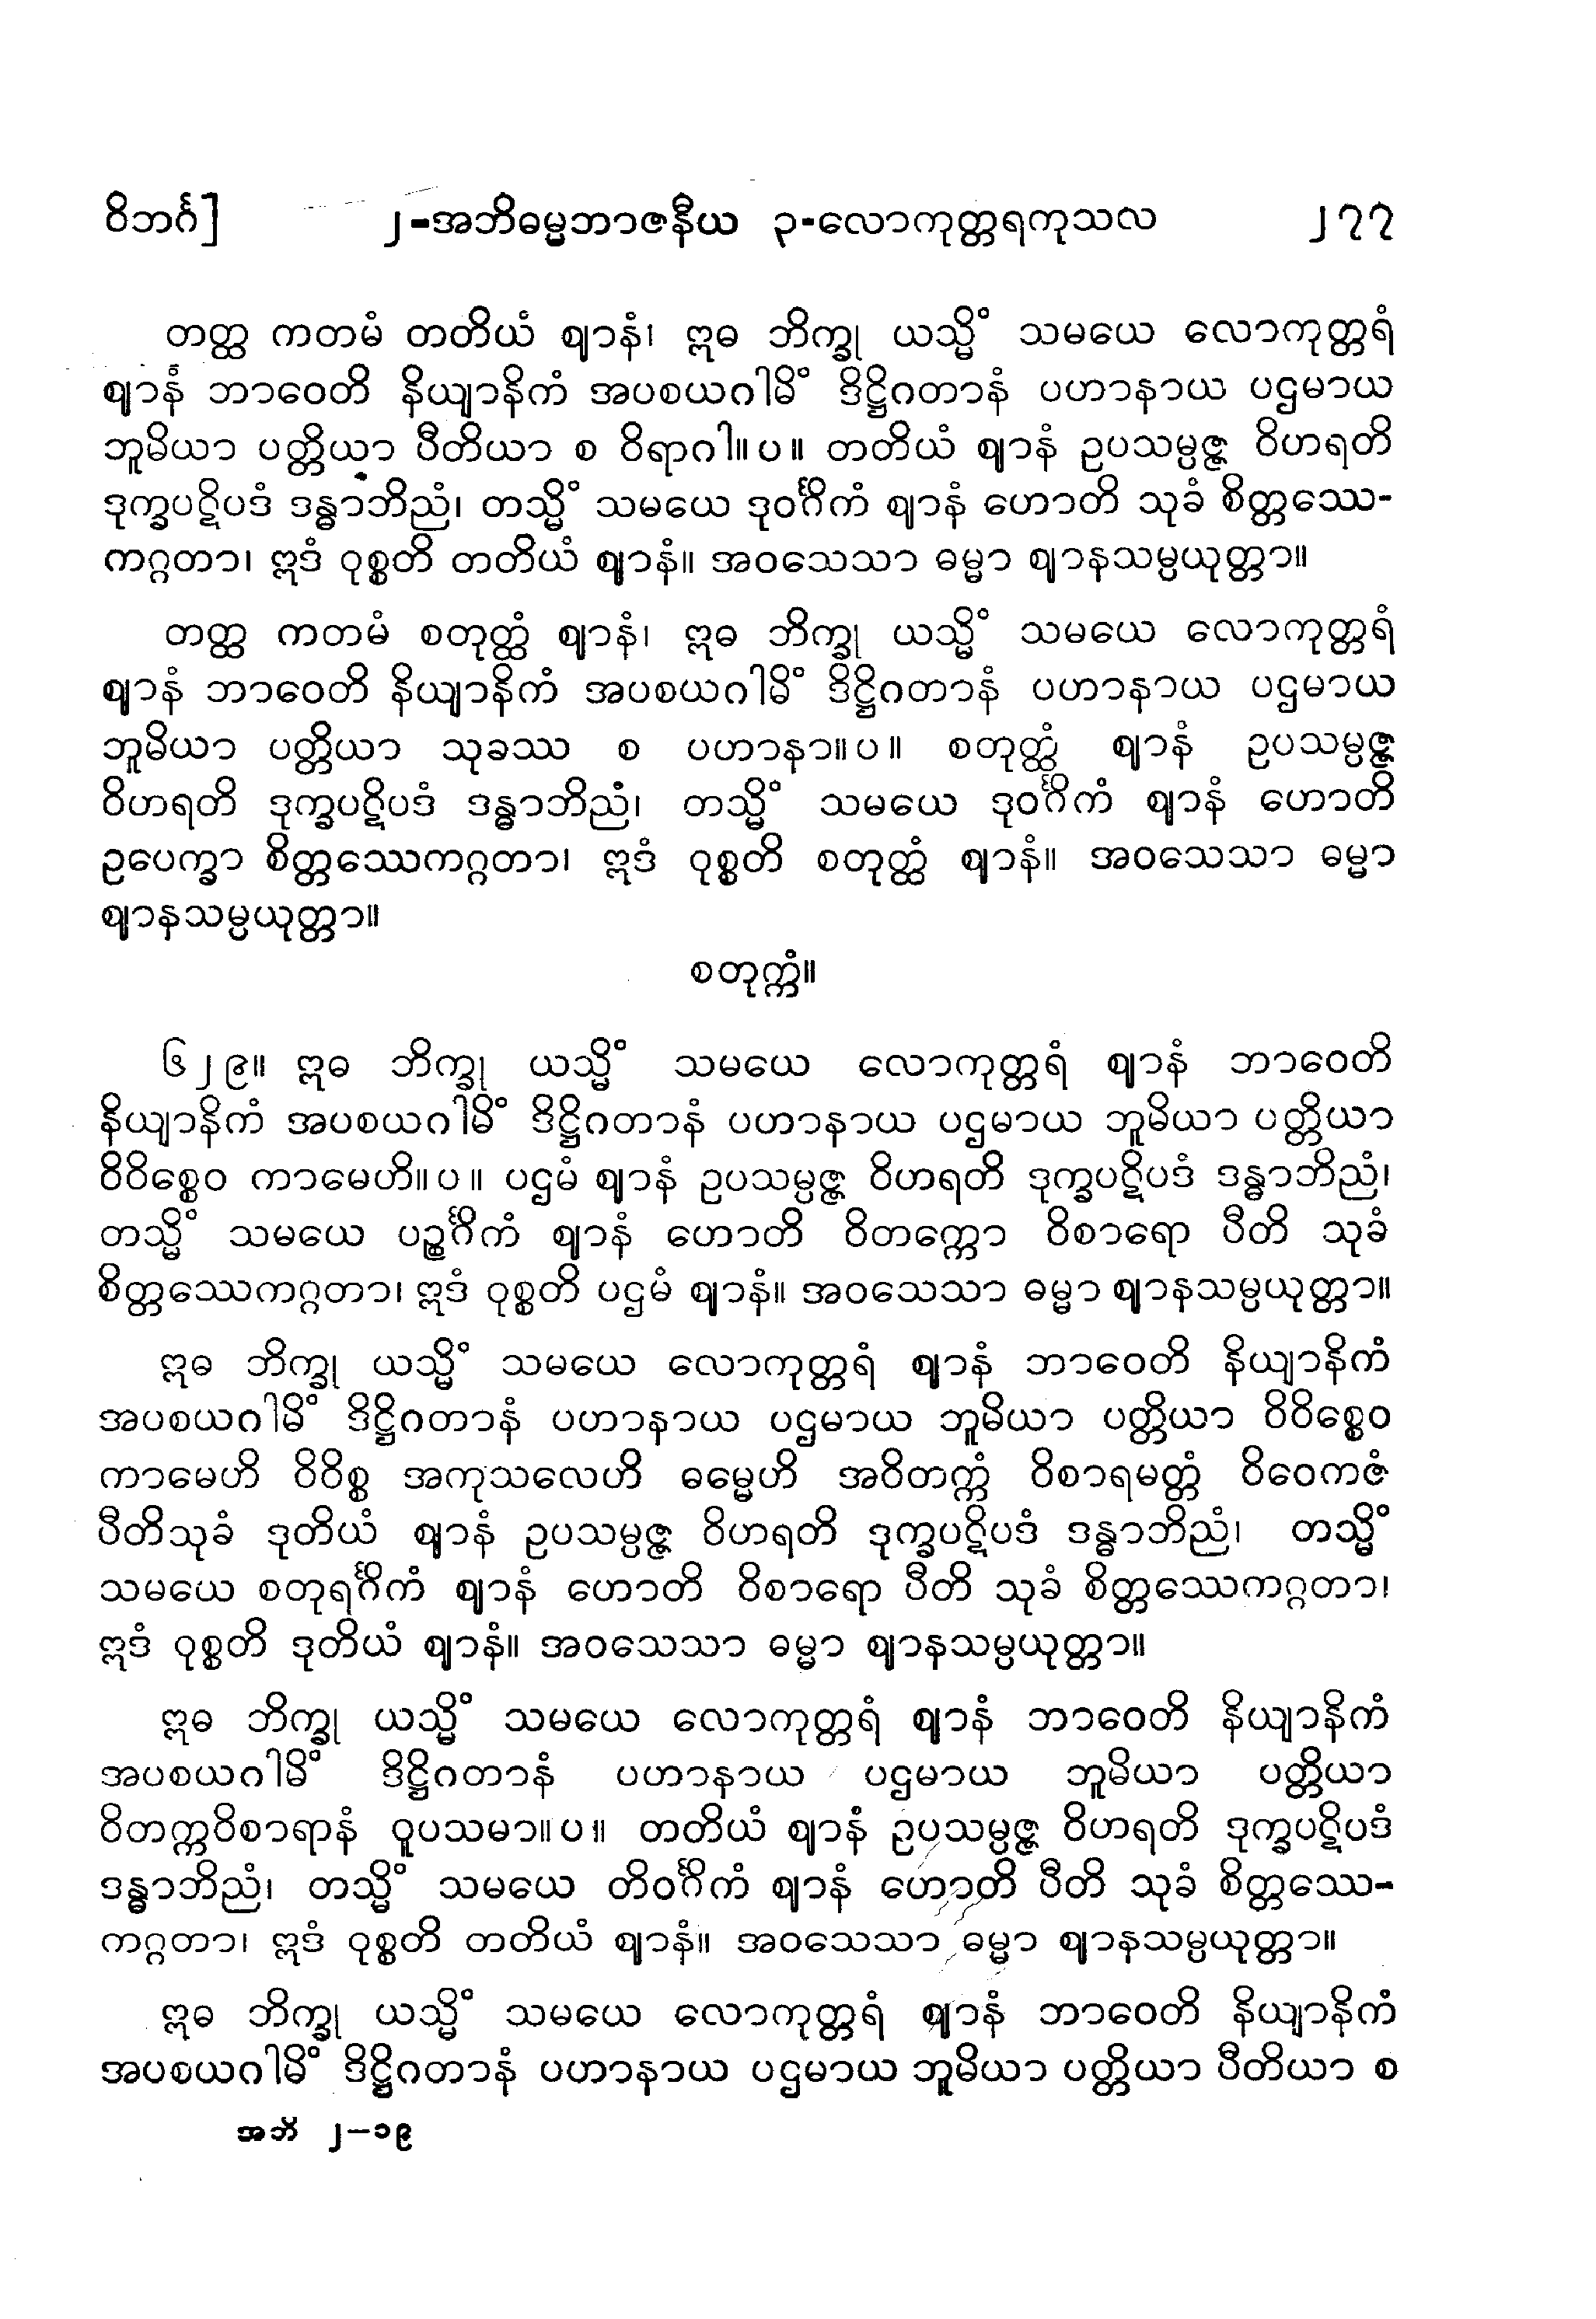 ဝိဘင်္ဂ] ၂-အဘိဓမ္မဘာဇနီယ ၃-လောကုတ္တရကုသလ ၂၇၇
တတ္ထ ကတမံ တတိယံ ဈာနံ၊ ဣဓ ဘိက္ခု ယသ္မိံ သမယေ လောကုတ္တရံ
ဈာနံ ဘာဝေတိ နိယျာနိကံ အပစယဂါမိံ ဒိဋ္ဌိဂတာနံ ပဟာနာယ ပဌမာယ
ဘူမိယာ ပတ္တိယာ ပီတိယာ စ ဝိရာဂါ။ပ။ တတိယံ ဈာနံ ဥပသမ္ပဇ္ဇ ဝိဟရတိ
ဒုက္ခပဋိပဒံ ဒန္ဓာဘိညံ၊ တသ္မိံ သမယေ ဒုဝင်္ဂိကံ ဈာနံ ဟောတိ သုခံ စိတ္တဿေ-
ကဂ္ဂတာ၊ ဣဒံ ဝုစ္စတိ တတိယံ ဈာနံ။ အဝသေသာ ဓမ္မာ ဈာနသမ္ပယုတ္တာ။
တတ္ထ ကတမံ စတုတ္ထံ ဈာနံ၊ ဣဓ ဘိက္ခု ယသ္မိံ သမယေ လောကုတ္တရံ
ဈာနံ ဘာဝေတိ နိယျာနိကံ အပစယဂါမိံ ဒိဋ္ဌိဂတာနံ ပဟာနာယ ပဌမာယ
ဘူမိယာ ပတ္တိယာ သုခဿ စ ပဟာနာ။ပ။ စတုတ္ထံ ဈာနံ ဥပသမ္ပဇ္ဇ
ဝိဟရတိ ဒုက္ခပဋိပဒံ ဒန္ဓာဘိညံ၊ တသ္မိံ သမယေ ဒုဝင်္ဂိကံ ဈာနံ ဟောတိ
ဥပေက္ခာ စိတ္တဿေကဂ္ဂတာ၊ ဣဒံ ဝုစ္စတိ စတုတ္ထံ ဈာနံ။ အဝသေသာ ဓမ္မာ
ဈာနသမ္ပယုတ္တာ။
စတုက္ကံ။
၆၂၉။ ဣဓ ဘိက္ခု ယသ္မိံ သမယေ လောကုတ္တရံ ဈာနံ ဘာဝေတိ
နိယျာနိကံ အပစယဂါမိံ ဒိဋ္ဌိဂတာနံ ပဟာနာယ ပဌမာယ ဘူမိယာ ပတ္တိယာ
ဝိဝိစ္စေဝ ကာမေဟိ။ပ။ ပဌမံ ဈာနံ ဥပသမ္ပဇ္ဇ ဝိဟရတိ ဒုက္ခပဋိပဒံ ဒန္ဓာဘိညံ၊
တသ္မိံ သမယေ ပဉ္စင်္ဂိကံ ဈာနံ ဟောတိ ဝိတက္ကော ဝိစာရော ပီတိ သုခံ
စိတ္တဿေကဂ္ဂတာ၊ ဣဒံ ဝုစ္စတိ ပဌမံ ဈာနံ။ အဝသေသာ ဓမ္မာ ဈာနသမ္ပယုတ္တာ။
ဣဓ ဘိက္ခု ယသ္မိံ သမယေ လောကုတ္တရံ ဈာနံ ဘာဝေတိ နိယျာနိကံ
အပစယဂါမိံ ဒိဋ္ဌိဂတာနံ ပဟာနာယ ပဌမာယ ဘူမိယာ ပတ္တိယာ ဝိဝိစ္စေဝ
ကာမေဟိ ဝိဝိစ္စ အကုသလေဟိ ဓမ္မေဟိ အဝိတက္ကံ ဝိစာရမတ္တံ ဝိဝေကဇံ
ပီတိသုခံ ဒုတိယံ ဈာနံ ဥပသမ္ပဇ္ဇ ဝိဟရတိ ဒုက္ခပဋိပဒံ ဒန္ဓာဘိညံ၊ တသ္မိံ
သမယေ စတုရင်္ဂိကံ ဈာနံ ဟောတိ ဝိစာရော ပီတိ သုခံ စိတ္တဿေကဂ္ဂတာ၊
ဣဒံ ဝုစ္စတိ ဒုတိယံ ဈာနံ။ အဝသေသာ ဓမ္မာ ဈာနသမ္ပယုတ္တာ။
ဣဓ ဘိက္ခု ယသ္မိံ သမယေ လောကုတ္တရံ ဈာနံ ဘာဝေတိ နိယျာနိကံ
အပစယဂါမိံ ဒိဋ္ဌိဂတာနံ ပဟာနာယ ပဌမာယ ဘူမိယာ ပတ္တိယာ
ဝိတက္ကဝိစာရာနံ ဝူပသမာ။ပ။ တတိယံ ဈာနံ ဥပသမ္ပဇ္ဇ ဝိဟရတိ ဒုက္ခပဋိပဒံ
ဒန္ဓာဘိညံ၊ တသ္မိံ သမယေ တိဝင်္ဂိကံ ဈာနံ ဟောတိ ပီတိ သုခံ စိတ္တဿေ-
ကဂ္ဂတာ၊ ဣဒံ ဝုစ္စတိ တတိယံ ဈာနံ။ အဝသေသာ ဓမ္မာ ဈာနသမ္ပယုတ္တာ။
ဣဓ ဘိက္ခု ယသ္မိံ သမယေ လောကုတ္တရံ ဈာနံ ဘာဝေတိ နိယျာနိကံ
အပစယဂါမိံ ဒိဋ္ဌိဂတာနံ ပဟာနာယ ပဌမာယ ဘူမိယာ ပတ္တိယာ ပီတိယာ စ
အဘိ ၂—၁၉